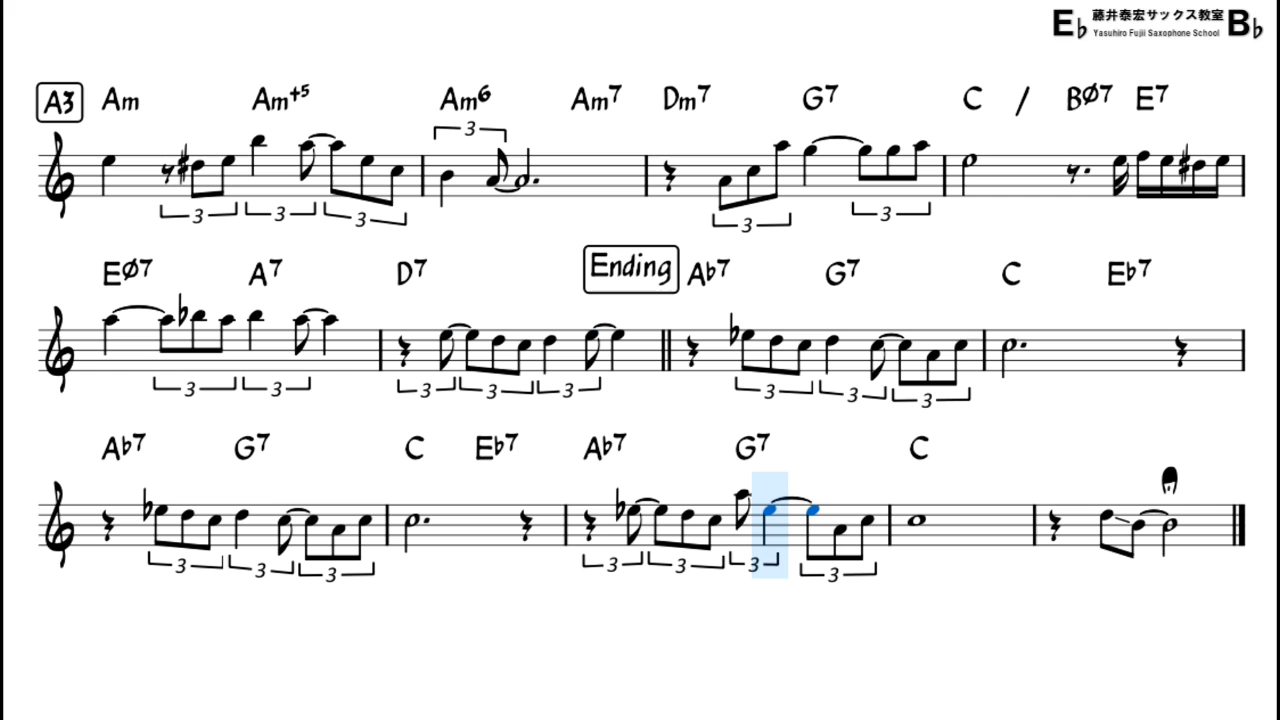 E♭ 藤井泰宏サックス教室 B♭
Yasuhiro Fujii Saxophone School
A3 Am Am+5 Am6 Am7 Dm7 G7 C / BØ7 E7
3 3 3 3 3 3
EØ7 A7 D7 Ending A♭7 G7 C E♭7
3 3 3 3 3 3 3 3
A♭7 G7 C E♭7 A♭7 G7 C
3 3 3 3 3 3 3